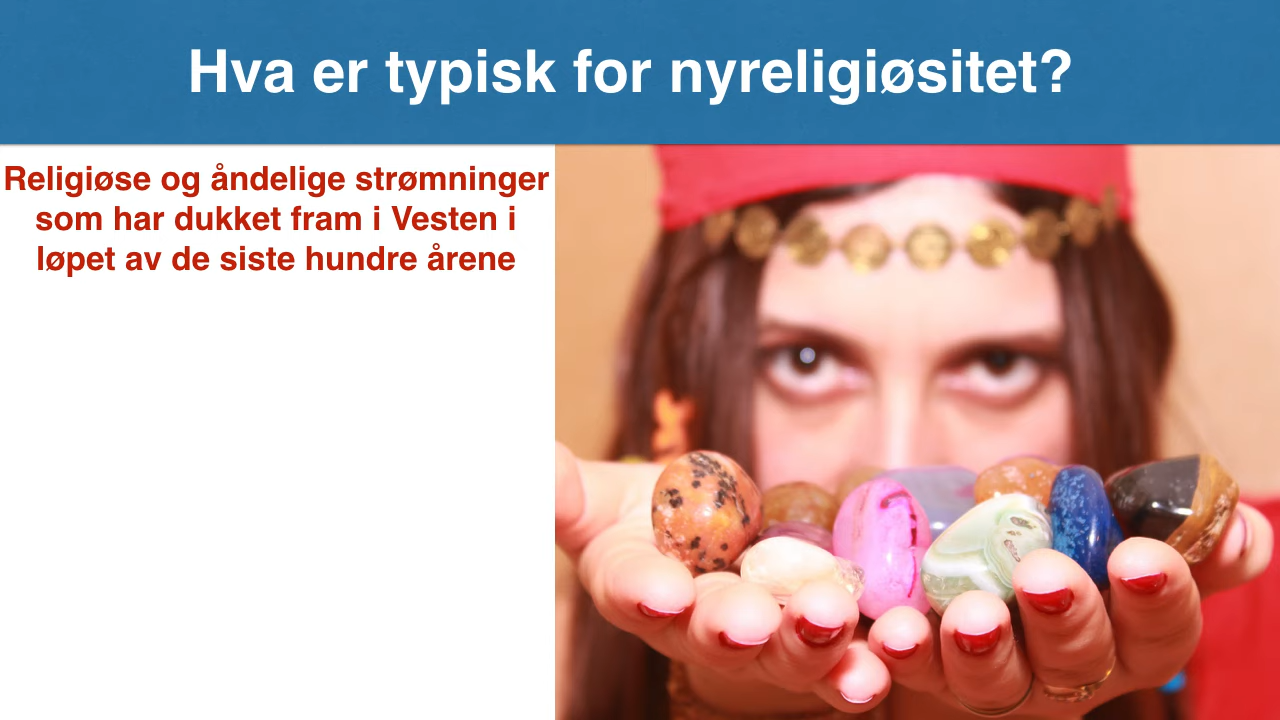 Hva er typisk for nyreligiøsitet?
Religiøse og åndelige strømninger
som har dukket fram i Vesten i
løpet av de siste hundre årene